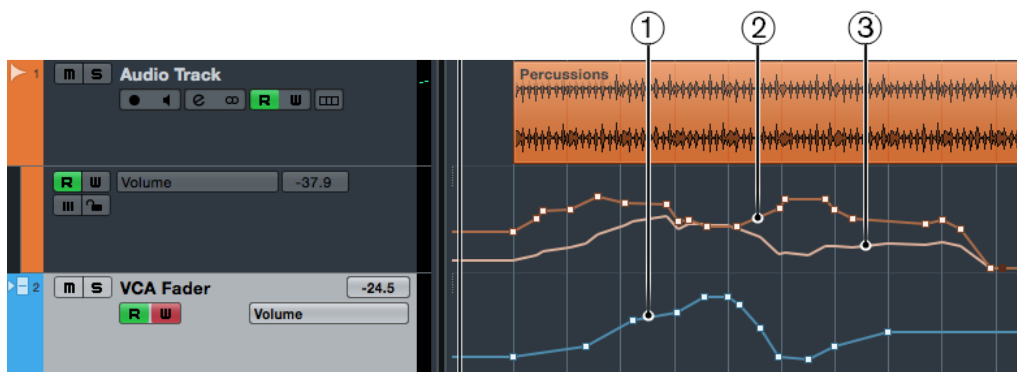 1 2 3
1 m S Audio Track
Percussions
e R W
R W Volume -37.9
2 m S VCA Fader -24.5
R W Volume